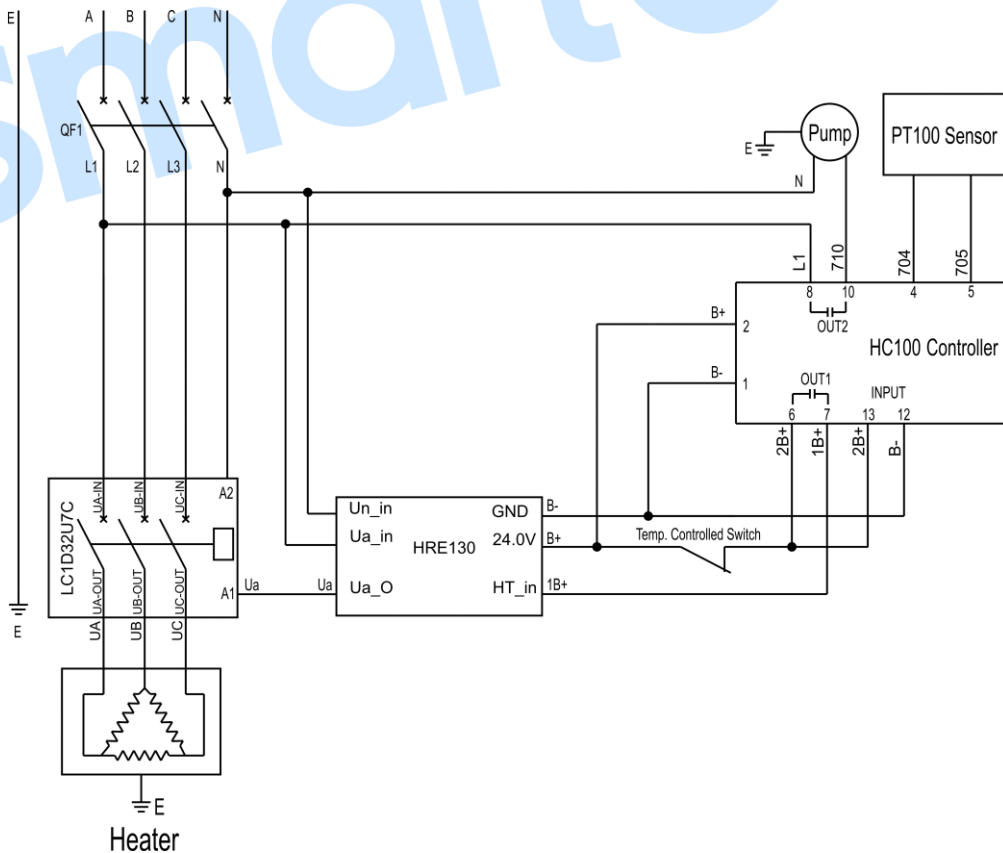 E A B C N
smart
QF1
L1 L2 L3 N
Pump
E
N
PT100 Sensor
L1 710 704 705
8 10 4 5
OUT2
B+ 2
HC100 Controller
B- 1
OUT1
INPUT
6 7 13 12
2B+ 1B+ 2B+ B-
LC1D32U7C
UA-IN UB-IN UC-IN A2
UA-OUT UB-OUT UC-OUT A1
Ua Ua
UA UB UC
E
Un_in GND B-
Ua_in HRE130 24.0V B+
Ua_O HT_in 1B+
Temp. Controlled Switch
E
Heater